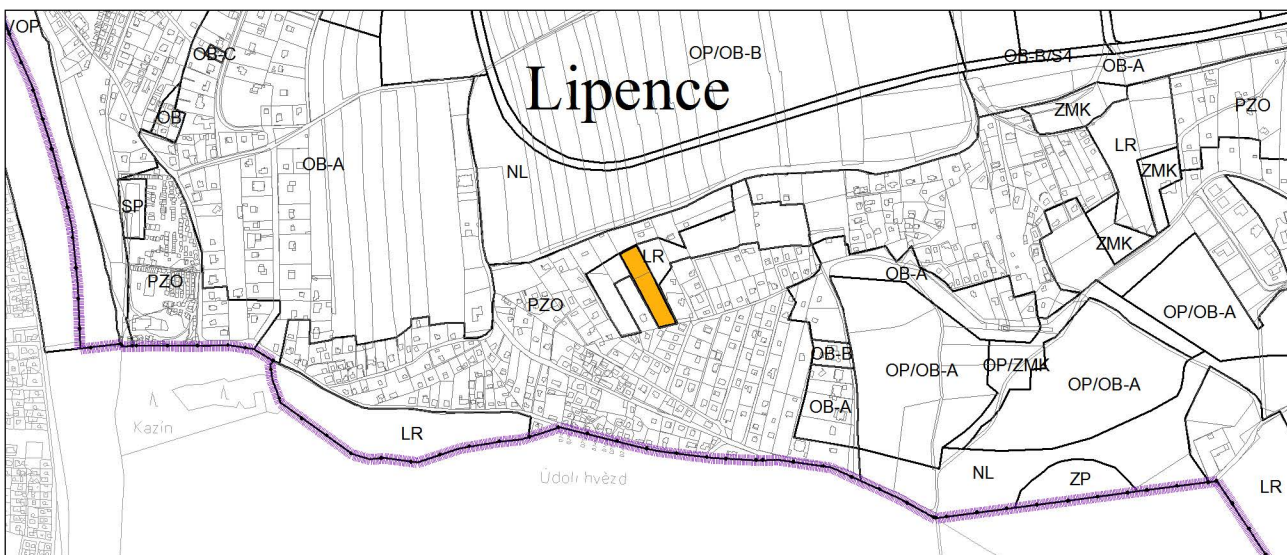 VOP
OB-C
OP/OB-B
OB-B/S4
OB-A
Lipence
ZMK
PZO
OB
LR
OB-A
NL
ZMK
SP
ZMK
LR
OB-A
PZO
PZO
OP/OB-A
OB-B
OP/OB-A
OP/ZMK
OP/OB-A
OB-A
Kazín
LR
Údolí hvězd
NL
ZP
LR